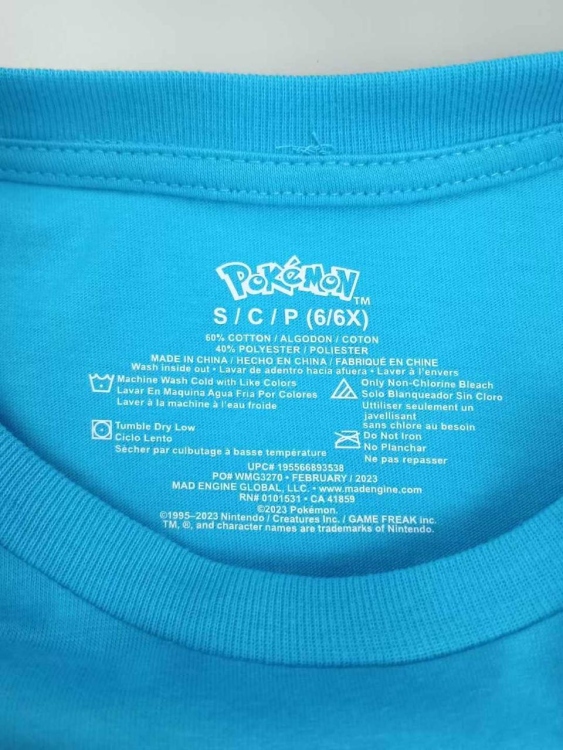 POKéMON TM
S / C / P (6/6X)
60% COTTON / ALGODON / COTON
40% POLYESTER / POLIESTER
MADE IN CHINA / HECHO EN CHINA / FABRIQUÉ EN CHINE
Wash inside out • Lavar de adentro hacia afuera • Laver à l'envers
Machine Wash Cold with Like Colors
Lavar En Maquina Agua Fria Por Colores
Laver à la machine à l'eau froide
Only Non-Chlorine Bleach
Solo Blanqueador Sin Cloro
Utiliser seulement un
javellisant
sans chlore au besoin
Tumble Dry Low
Ciclo Lento
Sécher par culbutage à basse température
Do Not Iron
No Planchar
Ne pas repasser
UPC# 195566893538
PO# WMG3270 • FEBRUARY / 2023
MAD ENGINE GLOBAL, LLC. • www.madengine.com
RN# 0101531 • CA 41859
©2023 Pokémon.
©1995–2023 Nintendo / Creatures Inc. / GAME FREAK inc.
TM, ®, and character names are trademarks of Nintendo.